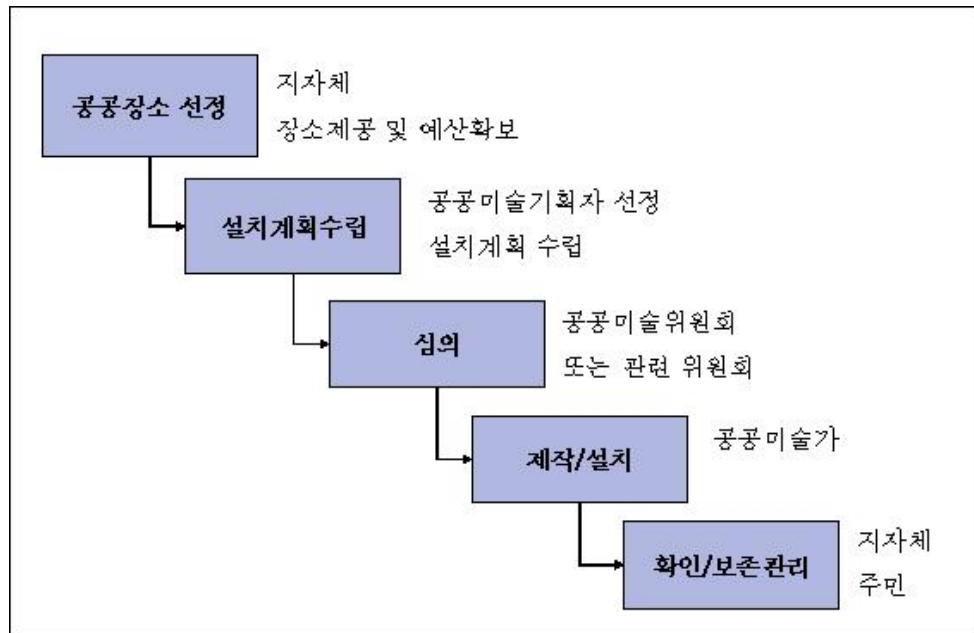 공공장소 선정
지자체
장소제공 및 예산확보
설치계획수립
공공미술기획자 선정
설치계획 수립
심의
공공미술위원회
또는 관련 위원회
제작/설치
공공미술가
확인/보존관리
지자체
주민